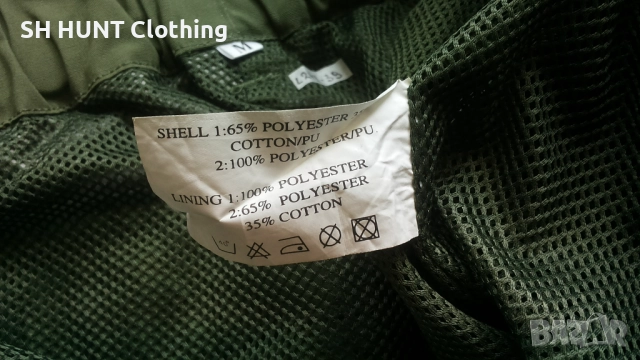 SH HUNT Clothing
M
SHELL 1:65% POLYESTER
COTTON/PU
2:100% POLYESTER/PU
LINING 1:100% POLYESTER
2:65% POLYESTER
35% COTTON
BAZAR